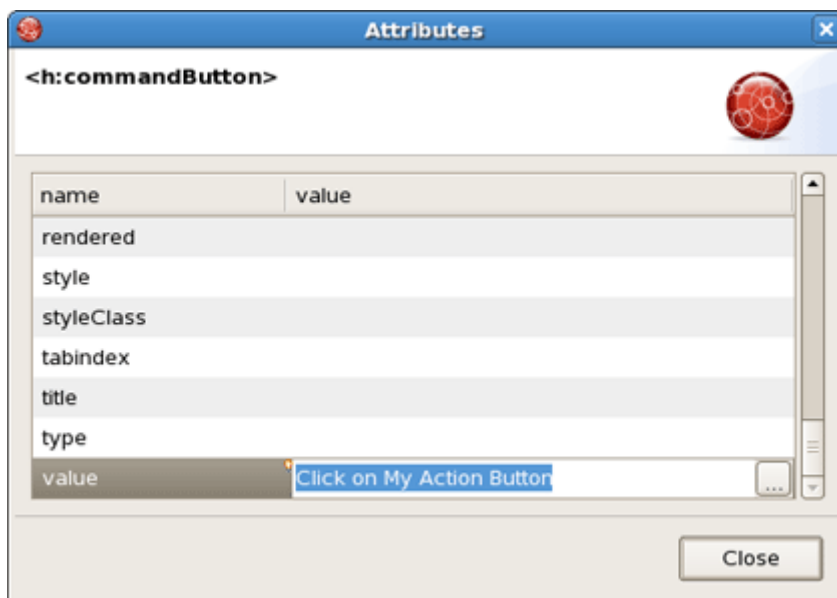 Attributes
<h:commandButton>
name value
rendered
style
styleClass
tabindex
title
type
value Click on My Action Button ...
Close